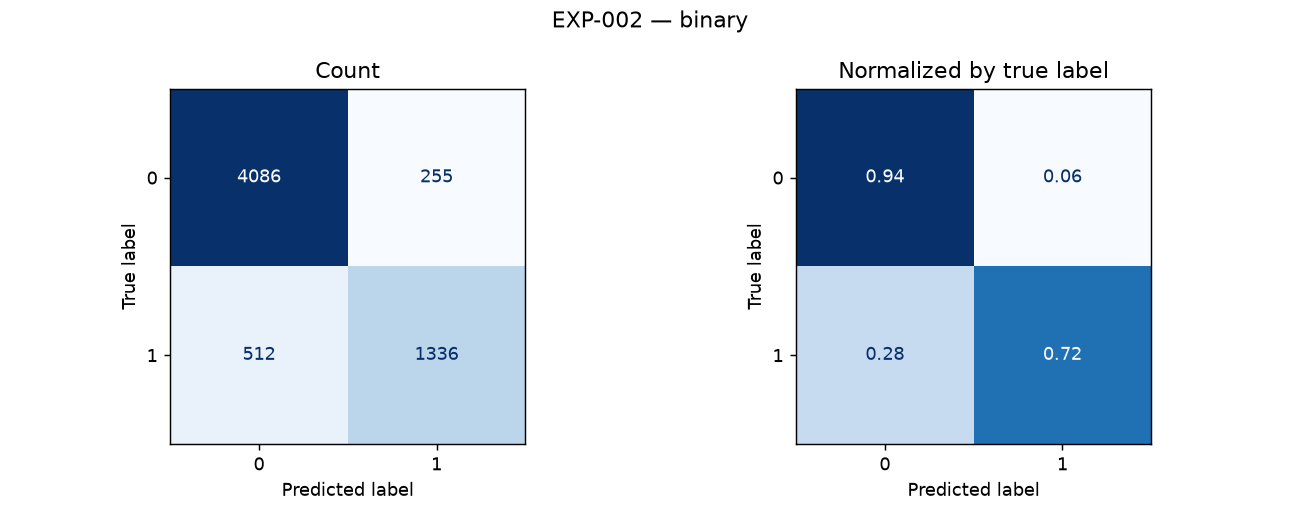 EXP-002 — binary
Count
0
4086
255
1
512
1336
0
1
True label
Predicted label
Normalized by true label
0
0.94
0.06
1
0.28
0.72
0
1
True label
Predicted label